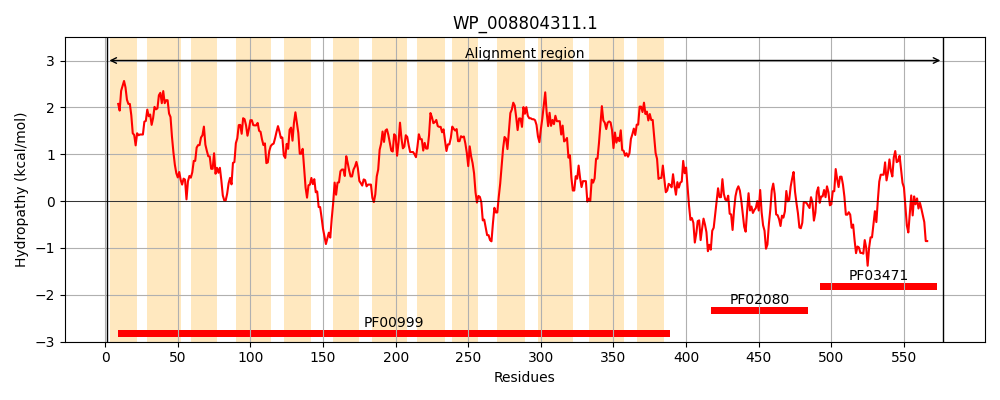 WP_008804311.1
Alignment region
3
2
1
0
−1
−2
−3
Hydropathy (kcal/mol)
PF03471
PF02080
PF00999
0 50 100 150 200 250 300 350 400 450 500 550
Residues